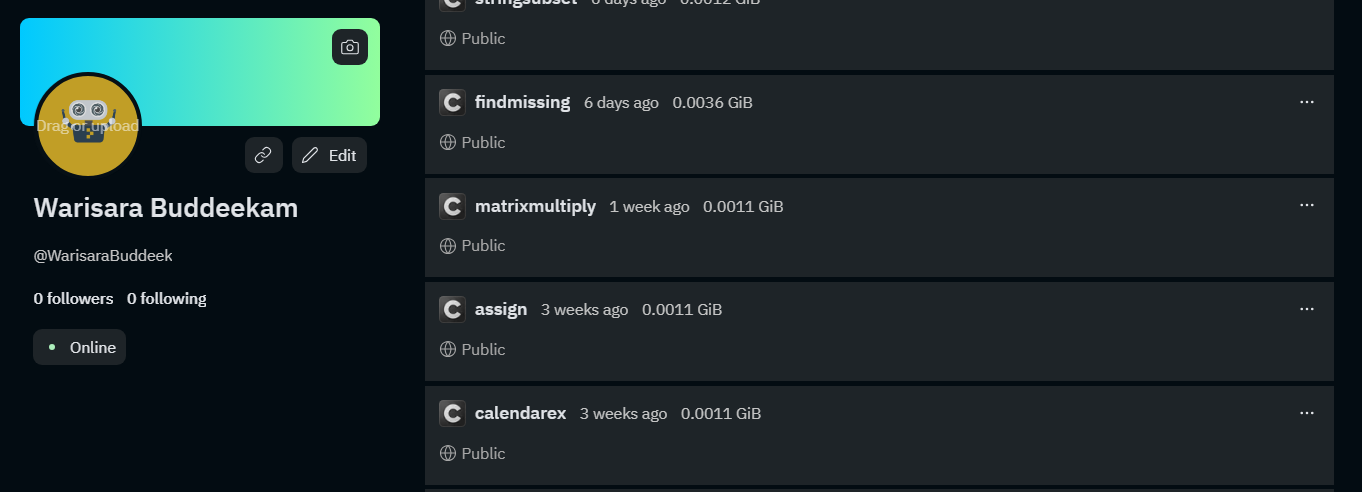 stringsubset 6 days ago 0.0012 GiB
Public
findmissing 6 days ago 0.0036 GiB
Public
matrixmultiply 1 week ago 0.0011 GiB
Public
assign 3 weeks ago 0.0011 GiB
Public
calendarex 3 weeks ago 0.0011 GiB
Public
Drag or upload
Edit
Warisara Buddeekam
@WarisaraBuddeek
0 followers 0 following
Online